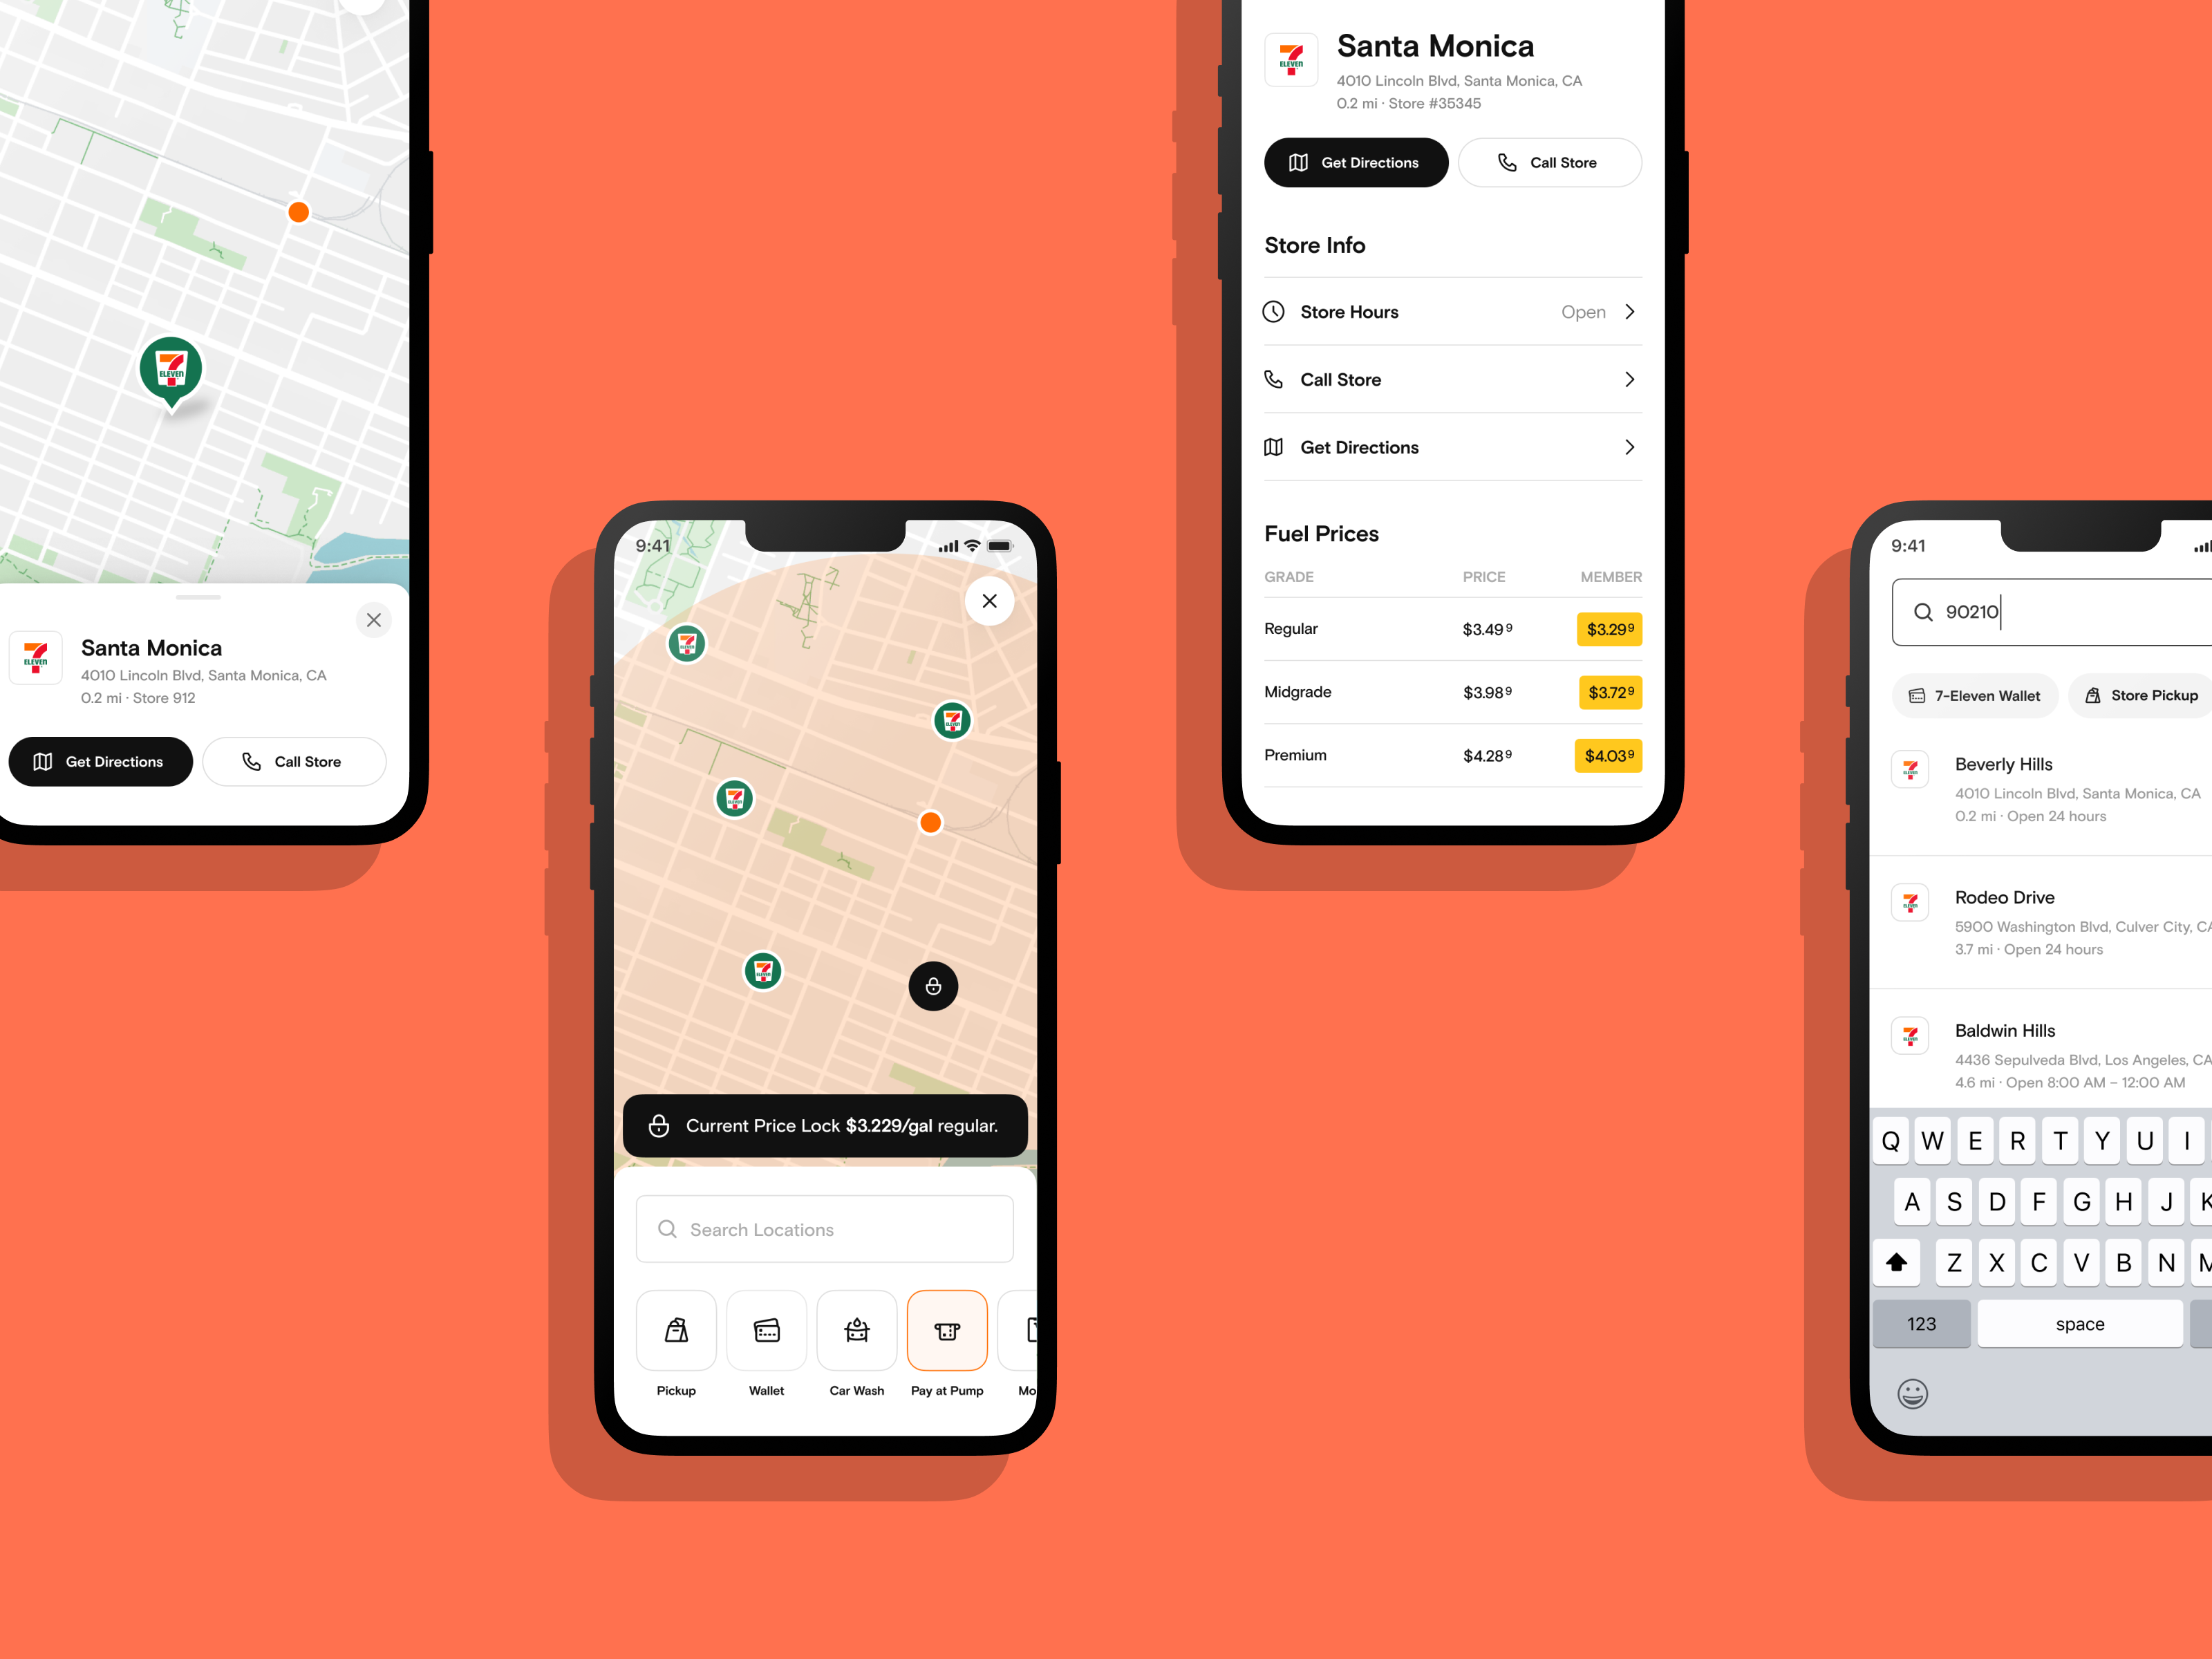 Santa Monica
4010 Lincoln Blvd, Santa Monica, CA
0.2 mi · Store 912
Get Directions
Call Store
7
ELEVEN
9:41
Current Price Lock $3.229/gal regular.
Search Locations
Pickup
Wallet
Car Wash
Pay at Pump
Mo
7
ELEVEN
Santa Monica
4010 Lincoln Blvd, Santa Monica, CA
0.2 mi · Store #35345
Get Directions
Call Store
Store Info
Store Hours Open
Call Store
Get Directions
Fuel Prices
GRADE PRICE MEMBER
Regular $3.49⁹ $3.29⁹
Midgrade $3.98⁹ $3.72⁹
Premium $4.28⁹ $4.03⁹
9:41
90210
7-Eleven Wallet
Store Pickup
Beverly Hills
4010 Lincoln Blvd, Santa Monica, CA
0.2 mi · Open 24 hours
Rodeo Drive
5900 Washington Blvd, Culver City, CA
3.7 mi · Open 24 hours
Baldwin Hills
4436 Sepulveda Blvd, Los Angeles, CA
4.6 mi · Open 8:00 AM – 12:00 AM
Q W E R T Y U I
A S D F G H J K
Z X C V B N M
123 space